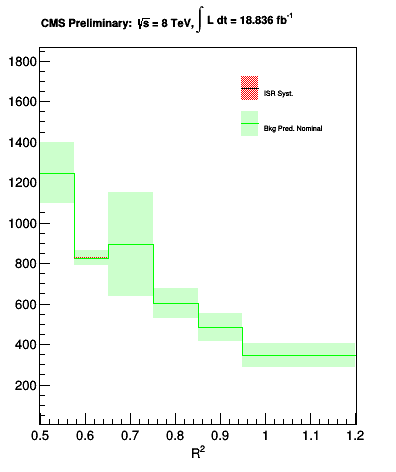 CMS Preliminary: √s = 8 TeV, ∫ L dt = 18.836 fb⁻¹
1800
1600
1400
1200
1000
800
600
400
200
ISR Syst.
Bkg Pred. Nominal
0.5 0.6 0.7 0.8 0.9 1 1.1 1.2
R²